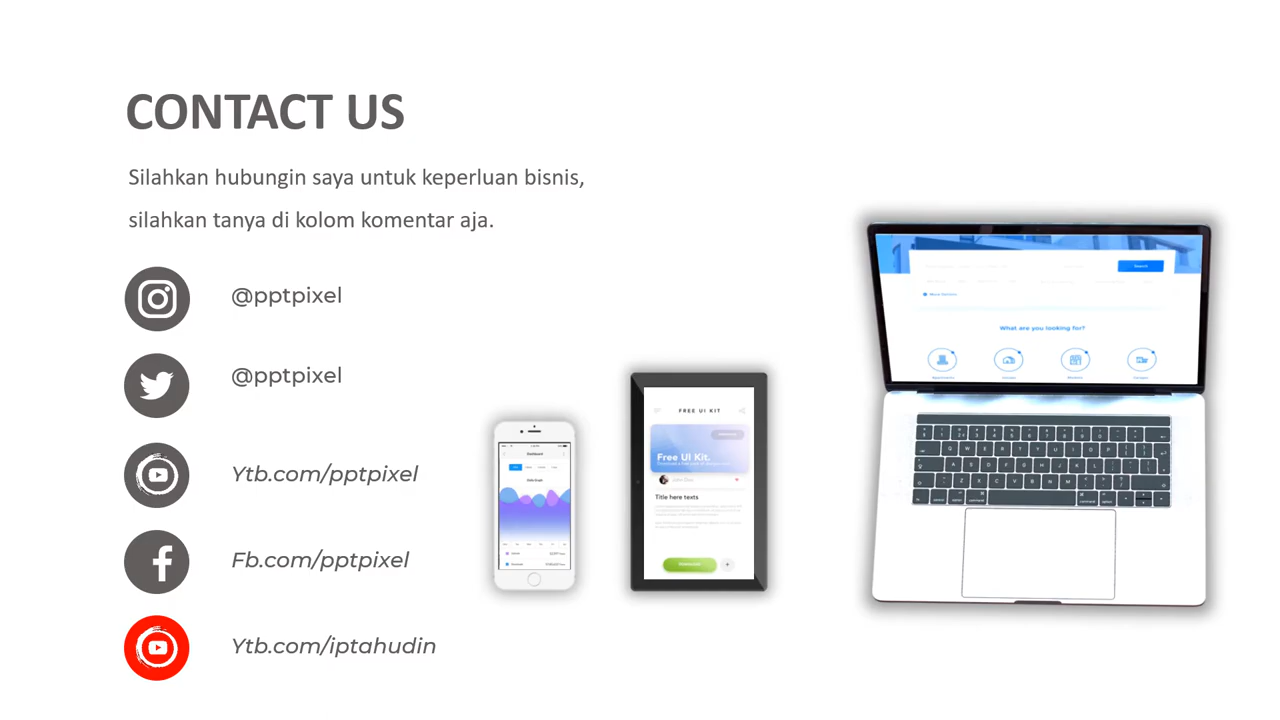 CONTACT US
Silahkan hubungin saya untuk keperluan bisnis,
silahkan tanya di kolom komentar aja.
@pptpixel
@pptpixel
Ytb.com/pptpixel
Fb.com/pptpixel
Ytb.com/iptahudin
Dashboard
FREE UI KIT
Free UI Kit.
Title here texts
Search
What are you looking for?